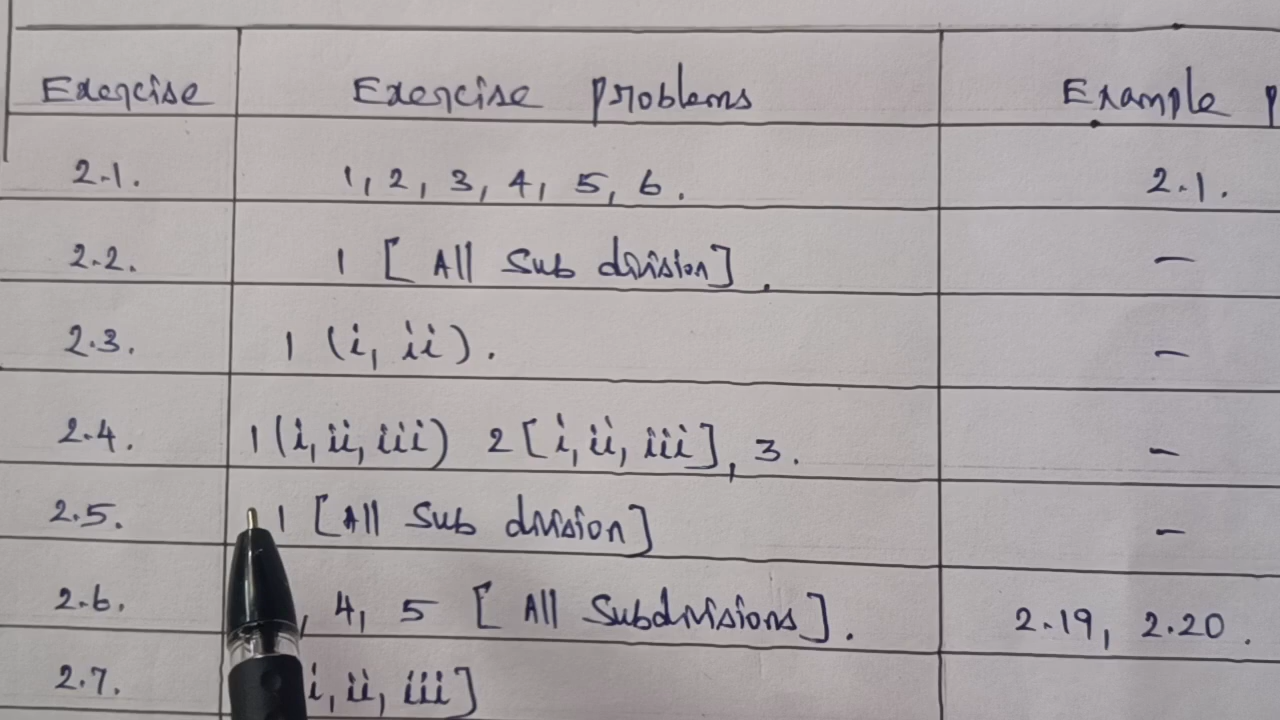 Exercise Exercise Problems Example
2.1. 1, 2, 3, 4, 5, 6. 2.1.
2.2. 1 [ All Sub division ]. -
2.3. 1 (i, ii). -
2.4. 1 (i, ii, iii) 2 [i, ii, iii], 3. -
2.5. 1 [All Sub division] -
2.6. , 4, 5 [ All Subdivisions ]. 2.19, 2.20.
2.7. i, ii, iii]